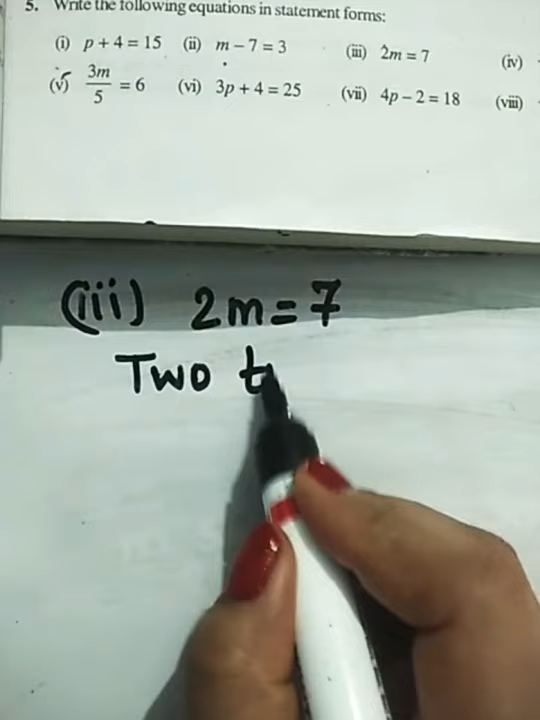 5. Write the following equations in statement forms:
(i) p + 4 = 15 (ii) m − 7 = 3 (iii) 2m = 7 (iv)
(v) 3m/5 = 6 (vi) 3p + 4 = 25 (vii) 4p − 2 = 18 (viii)
(iii) 2m = 7
Two t